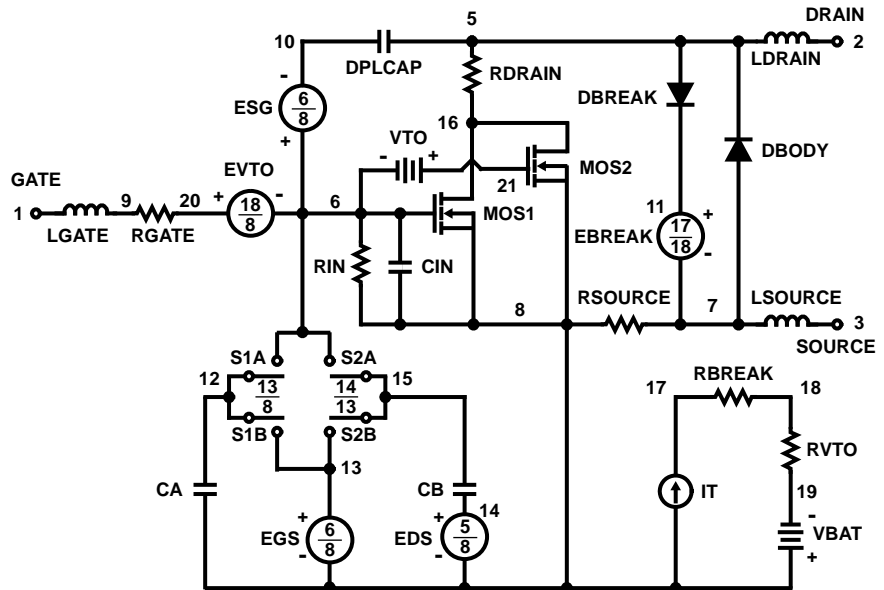 DRAIN
5
10
2
DPLCAP
LDRAIN
RDRAIN
-
6
8
ESG
DBREAK
+
16
VTO
-
+
DBODY
MOS2
EVTO
GATE
21
9
20
+
18
8
-
6
11
+
1
MOS1
17
18
EBREAK
LGATE
RGATE
-
RIN
CIN
RSOURCE
LSOURCE
8
7
3
SOURCE
S1A
S2A
12
13
8
14
13
15
RBREAK
17
18
S1B
S2B
13
RVTO
CA
CB
IT
19
+
+
14
-
EGS
6
8
EDS
5
8
VBAT
-
-
+